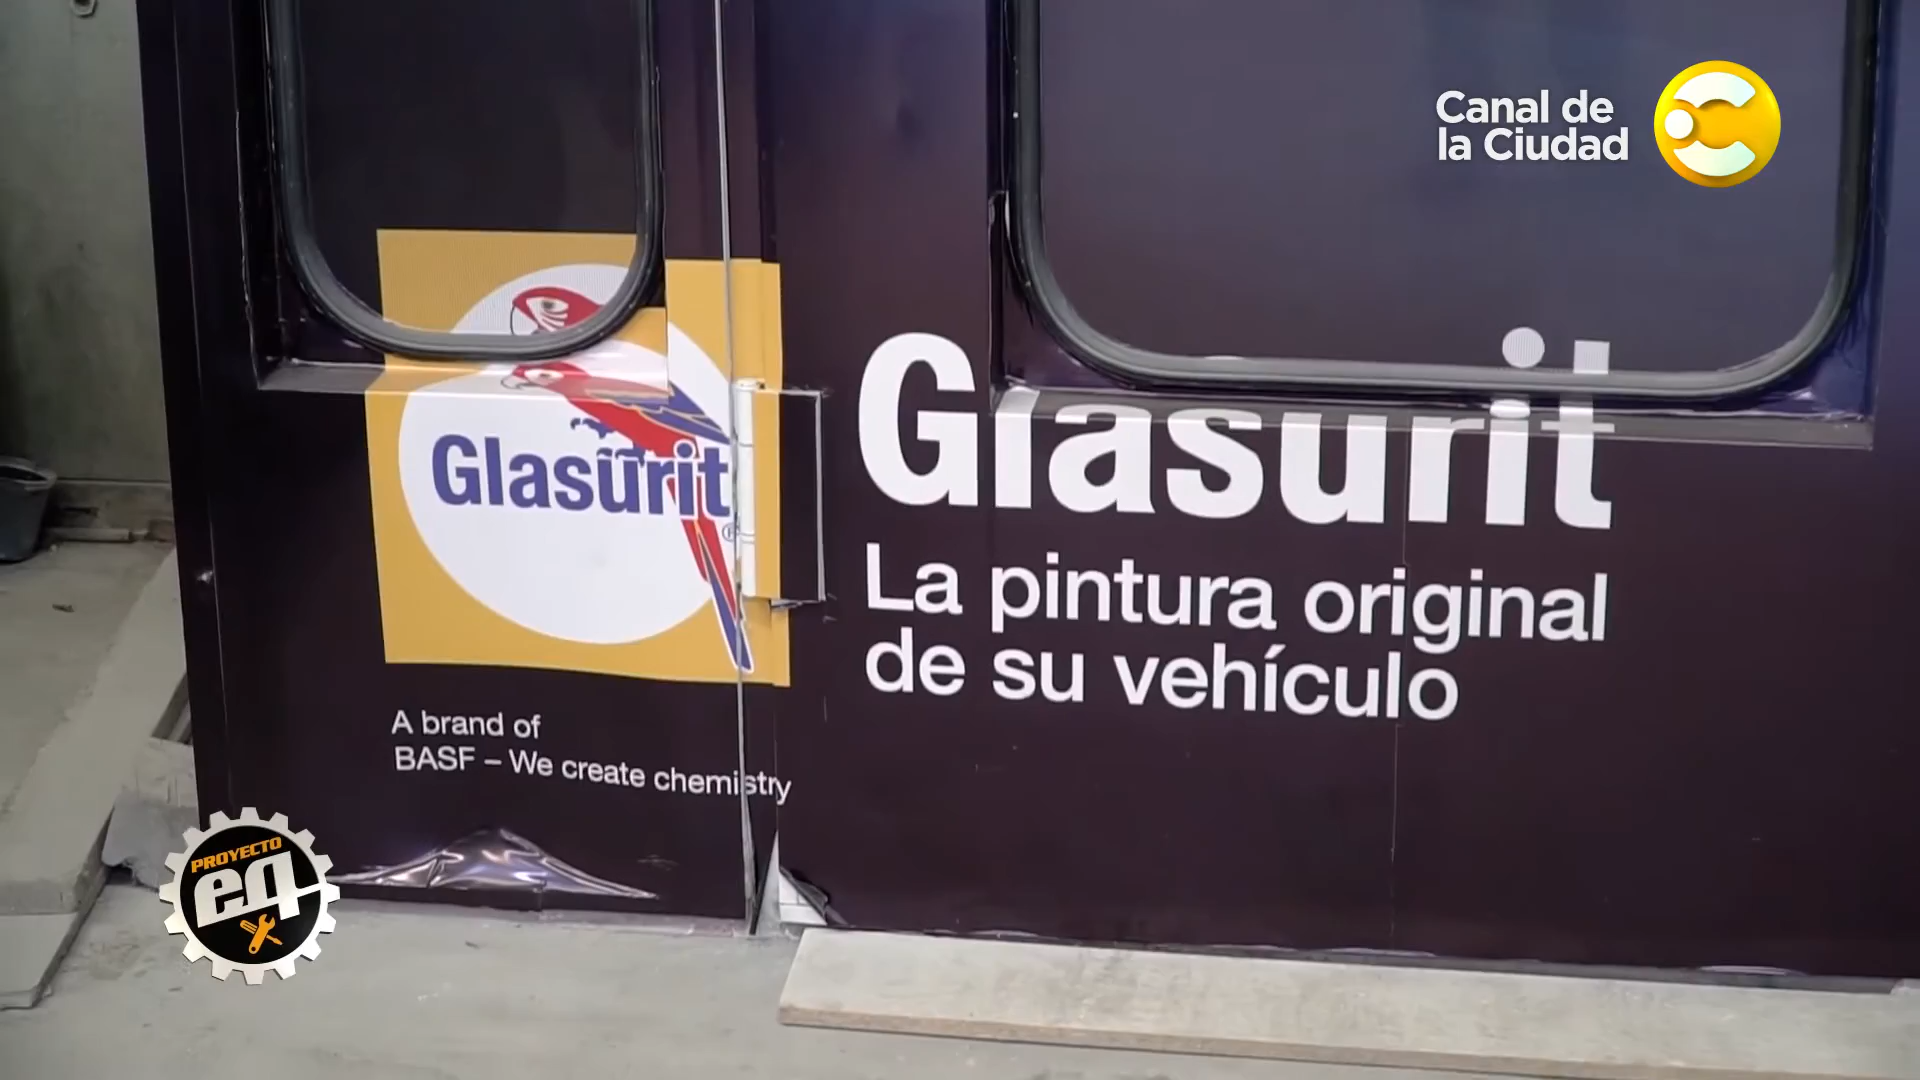 Canal de
la Ciudad
Glasurit
Glasurit
La pintura original
de su vehículo
A brand of
BASF – We create chemistry
PROYECTO
eq